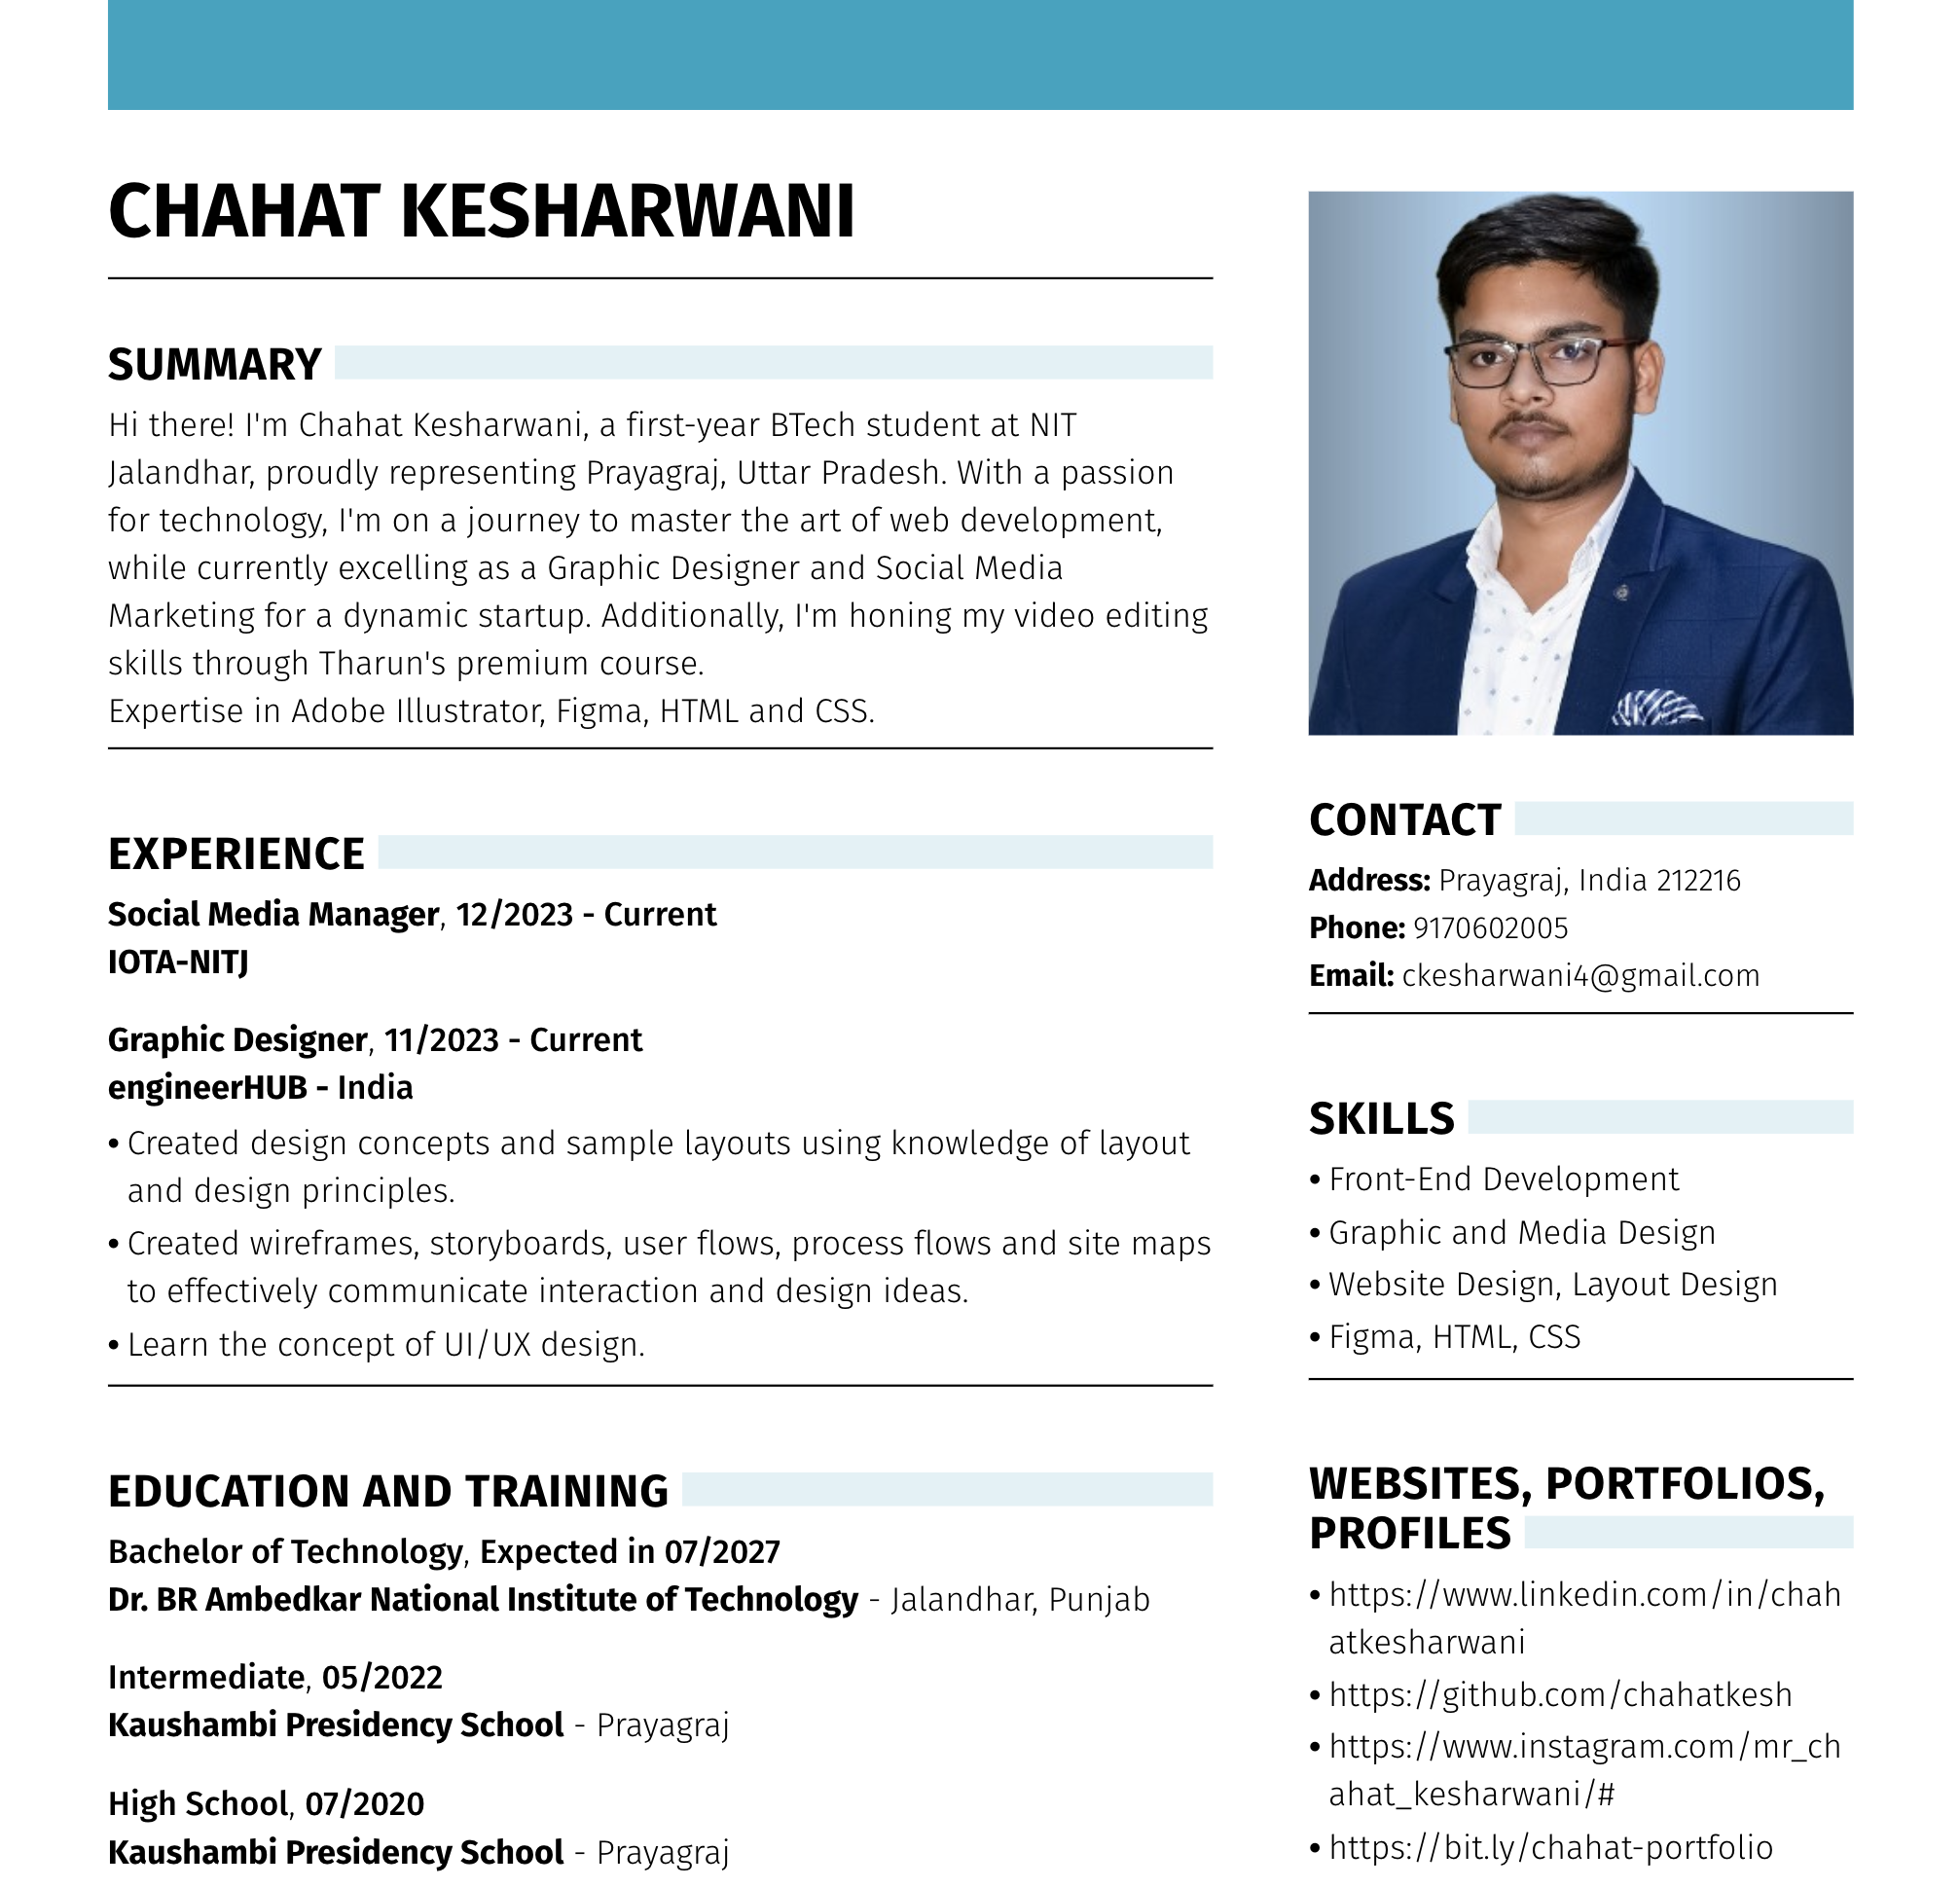 CHAHAT KESHARWANI
SUMMARY
Hi there! I'm Chahat Kesharwani, a first-year BTech student at NIT
Jalandhar, proudly representing Prayagraj, Uttar Pradesh. With a passion
for technology, I'm on a journey to master the art of web development,
while currently excelling as a Graphic Designer and Social Media
Marketing for a dynamic startup. Additionally, I'm honing my video editing
skills through Tharun's premium course.
Expertise in Adobe Illustrator, Figma, HTML and CSS.
EXPERIENCE
Social Media Manager, 12/2023 - Current
IOTA-NITJ
Graphic Designer, 11/2023 - Current
engineerHUB - India
• Created design concepts and sample layouts using knowledge of layout
and design principles.
• Created wireframes, storyboards, user flows, process flows and site maps
to effectively communicate interaction and design ideas.
• Learn the concept of UI/UX design.
EDUCATION AND TRAINING
Bachelor of Technology, Expected in 07/2027
Dr. BR Ambedkar National Institute of Technology - Jalandhar, Punjab
Intermediate, 05/2022
Kaushambi Presidency School - Prayagraj
High School, 07/2020
Kaushambi Presidency School - Prayagraj
CONTACT
Address: Prayagraj, India 212216
Phone: 9170602005
Email: ckesharwani4@gmail.com
SKILLS
• Front-End Development
• Graphic and Media Design
• Website Design, Layout Design
• Figma, HTML, CSS
WEBSITES, PORTFOLIOS,
PROFILES
• https://www.linkedin.com/in/chah
atkesharwani
• https://github.com/chahatkesh
• https://www.instagram.com/mr_ch
ahat_kesharwani/#
• https://bit.ly/chahat-portfolio